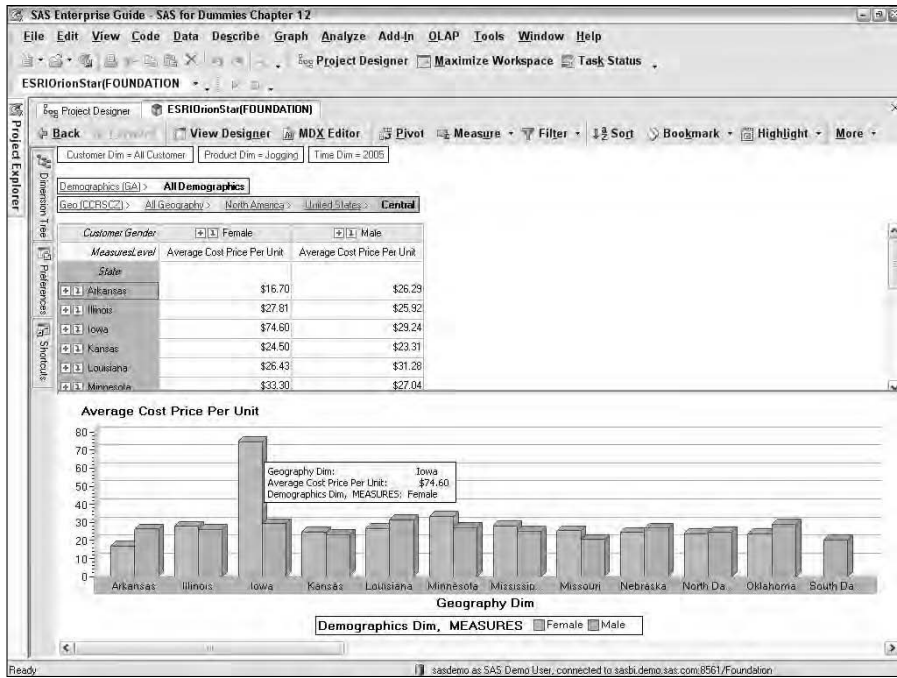 SAS Enterprise Guide - SAS for Dummies Chapter 12
File Edit View Code Data Describe Graph Analyze Add-In OLAP Tools Window Help
Project Designer Maximize Workspace Task Status
ESRIOrionStar(FOUNDATION
Project Explorer
Project Designer ESRIOrionStar(FOUNDATION)
Back View Designer MDX Editor Pivot Measure Filter Sort Bookmark Highlight More
Dimension Tree
Preferences
Shortcuts
Customer Dim = All Customer Product Dim = Jogging Time Dim = 2005
Demographics (GA) > All Demographics
Geo (CCRSCZ) > All Geography > North America > United States > Central
Customer Gender Female Male
MeasuresLevel Average Cost Price Per Unit Average Cost Price Per Unit
State
Arkansas $16.70 $26.29
Illinois $27.81 $25.92
Iowa $74.60 $29.24
Kansas $24.50 $23.31
Louisiana $26.43 $31.28
Minnesota $33.30 $27.04
Average Cost Price Per Unit
80
70
60
50
40
30
20
10
0
Geography Dim: Iowa
Average Cost Price Per Unit: $74.60
Demographics Dim, MEASURES: Female
Arkansas Illinois Iowa Kansas Louisiana Minnesota Mississip Missouri Nebraska North Da Oklahoma South Da
Geography Dim
Demographics Dim, MEASURES Female Male
Ready sasdemo as SAS Demo User, connected to sasbi.demo.sas.com:8561/Foundation